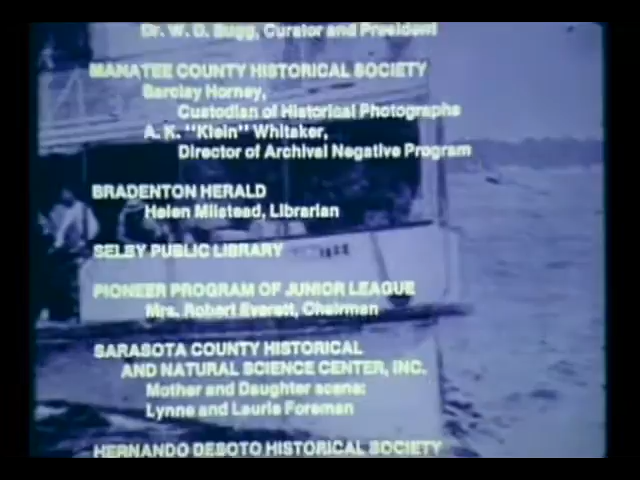 Dr. W. D. Sugg, Curator and President
MANATEE COUNTY HISTORICAL SOCIETY
Barclay Horney,
Custodian of Historical Photographs
A. K. "Klein" Whitaker,
Director of Archival Negative Program
BRADENTON HERALD
Helen Milstead, Librarian
SELBY PUBLIC LIBRARY
PIONEER PROGRAM OF JUNIOR LEAGUE
Mrs. Robert Everett, Chairman
SARASOTA COUNTY HISTORICAL
AND NATURAL SCIENCE CENTER, INC.
Mother and Daughter scene:
Lynne and Laurie Foreman
HERNANDO DESOTO HISTORICAL SOCIETY